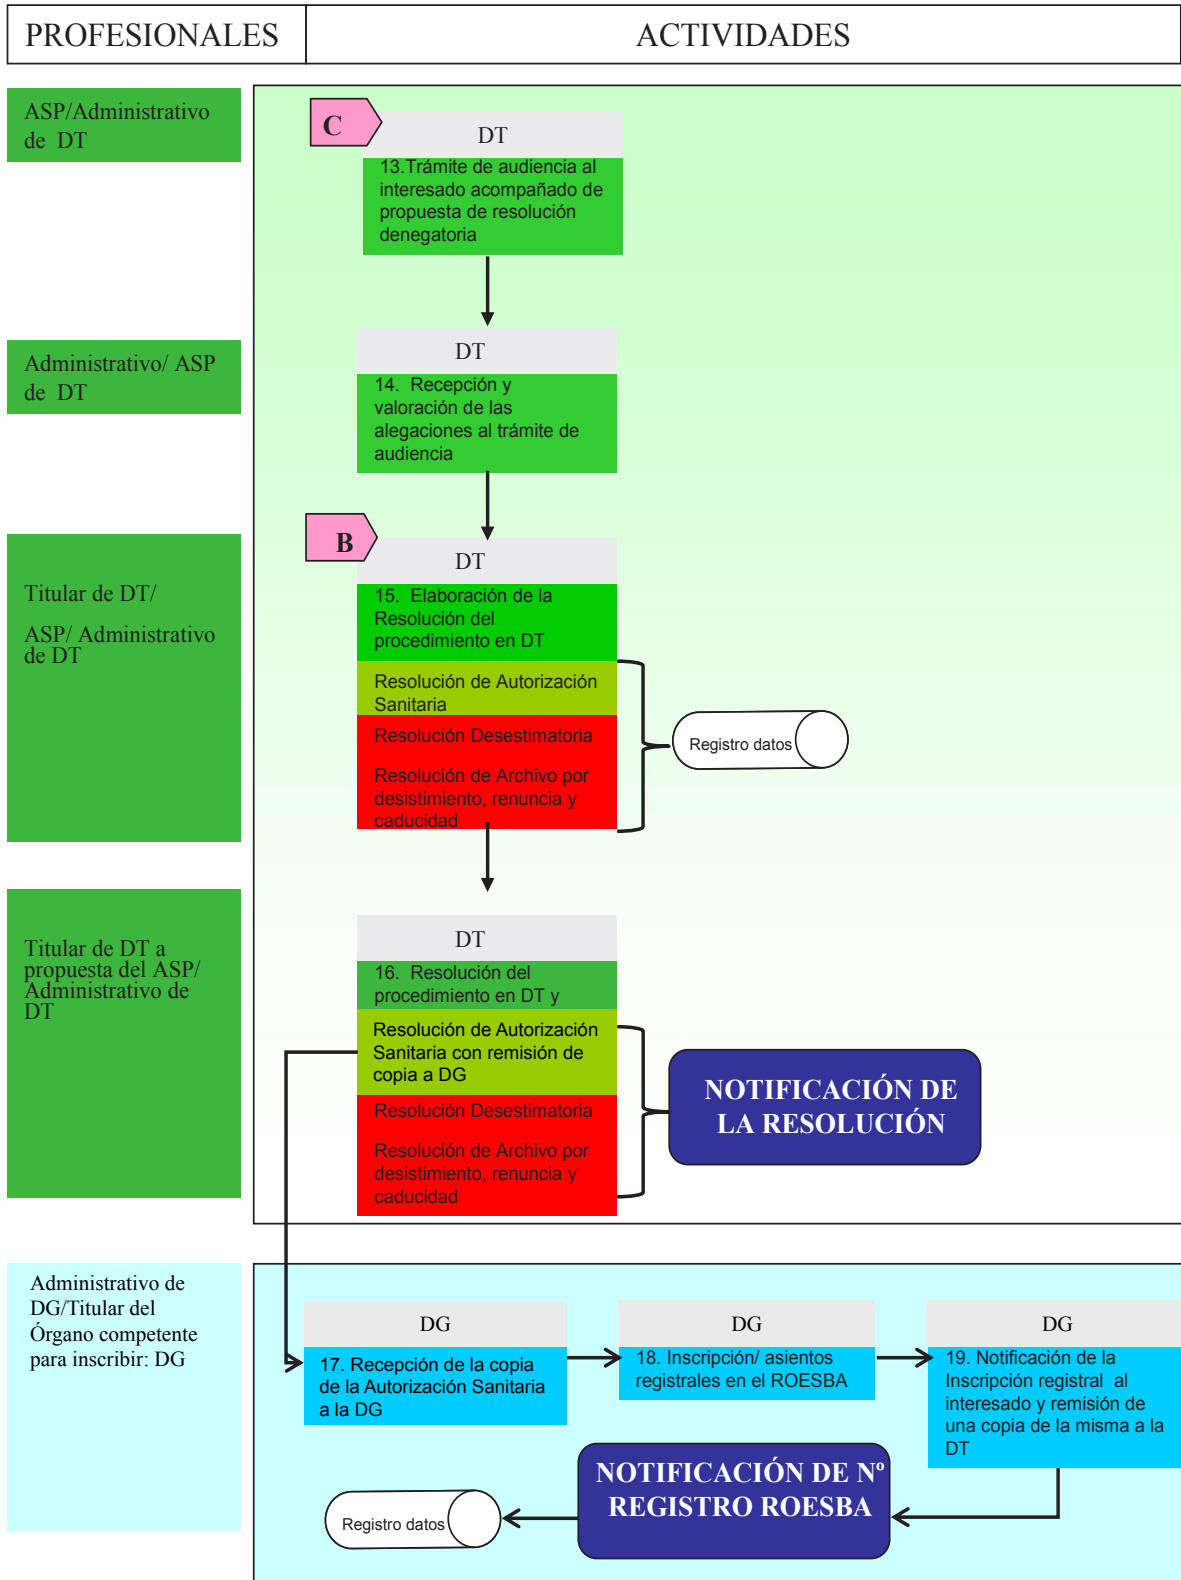 PROFESIONALES
ACTIVIDADES
ASP/Administrativo
de DT
C
DT
13.Trámite de audiencia al
interesado acompañado de
propuesta de resolución
denegatoria
Administrativo/ ASP
de DT
DT
14. Recepción y
valoración de las
alegaciones al trámite de
audiencia
Titular de DT/
ASP/ Administrativo
de DT
B
DT
15. Elaboración de la
Resolución del
procedimiento en DT
Resolución de Autorización
Sanitaria
Resolución Desestimatoria
Resolución de Archivo por
desistimiento, renuncia y
caducidad
Registro datos
Titular de DT a
propuesta del ASP/
Administrativo de
DT
DT
16. Resolución del
procedimiento en DT y
Resolución de Autorización
Sanitaria con remisión de
copia a DG
Resolución Desestimatoria
Resolución de Archivo por
desistimiento, renuncia y
caducidad
NOTIFICACIÓN DE
LA RESOLUCIÓN
Administrativo de
DG/Titular del
Órgano competente
para inscribir: DG
DG
17. Recepción de la copia
de la Autorización Sanitaria
a la DG
DG
18. Inscripción/ asientos
registrales en el ROESBA
DG
19. Notificación de la
Inscripción registral al
interesado y remisión de
una copia de la misma a la
DT
NOTIFICACIÓN DE Nº
REGISTRO ROESBA
Registro datos